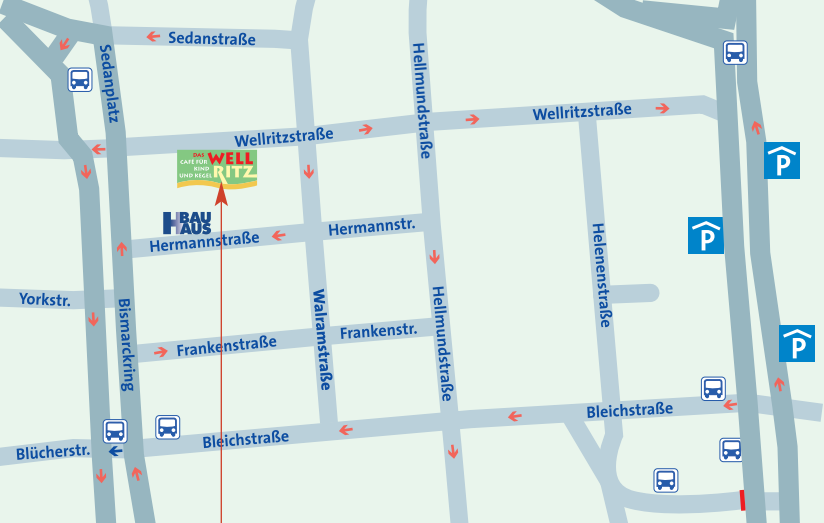 Sedanstraße
Sedanplatz
Hellmundstraße
Wellritzstraße
Wellritzstraße
DAS
WELL
RITZ
CAFÉ FÜR
KIND
UND KEGEL
P
BAU
HAUS
Hermannstraße
Hermannstr.
Helenenstraße
P
Yorkstr.
Bismarckring
Walramstraße
Hellmundstraße
Frankenstraße
Frankenstr.
P
Bleichstraße
Bleichstraße
Blücherstr.